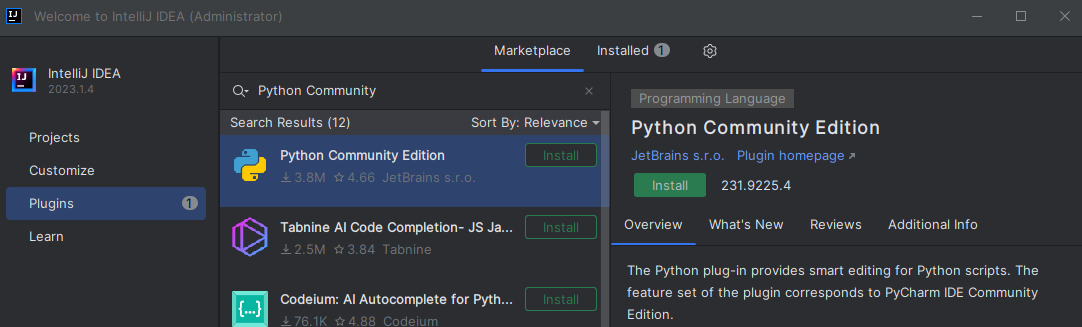 Welcome to IntelliJ IDEA (Administrator)
Marketplace Installed 1
IntelliJ IDEA
2023.1.4
Projects
Customize
Plugins 1
Learn
Python Community
Search Results (12) Sort By: Relevance
Python Community Edition Install
3.8M 4.66 JetBrains s.r.o.
Tabnine AI Code Completion- JS Ja... Install
2.5M 3.84 Tabnine
Codeium: AI Autocomplete for Pyth... Install
76.1K 4.88 Codeium
Programming Language
Python Community Edition
JetBrains s.r.o. Plugin homepage
Install 231.9225.4
Overview What's New Reviews Additional Info
The Python plug-in provides smart editing for Python scripts. The
feature set of the plugin corresponds to PyCharm IDE Community
Edition.